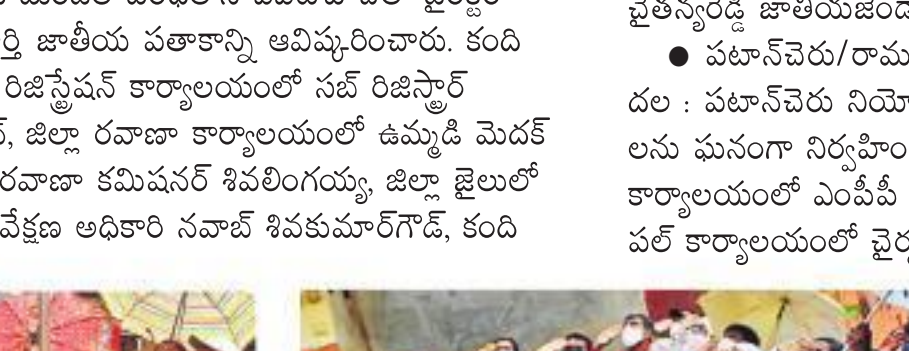 ర్తి జాతీయ పతాకాన్ని ఆవిష్కరించారు. కంది
రిజిస్ట్రేషన్ కార్యాలయంలో సబ్ రిజిస్ట్రార్
జిల్లా రవాణా కార్యాలయంలో ఉమ్మడి మెదక్
రవాణా కమిషనర్ శివలింగయ్య, జిల్లా జైలులో
వేక్షణ అధికారి నవాబ్ శివకుమార్‌గౌడ్, కంది
చైతన్యరెడ్డి జాతీయజెండా
● పటాన్‌చెరు/రామ
దల : పటాన్‌చెరు నియో
లను ఘనంగా నిర్వహిం
కార్యాలయంలో ఎంపీపీ
పల్ కార్యాలయంలో చైర్మ